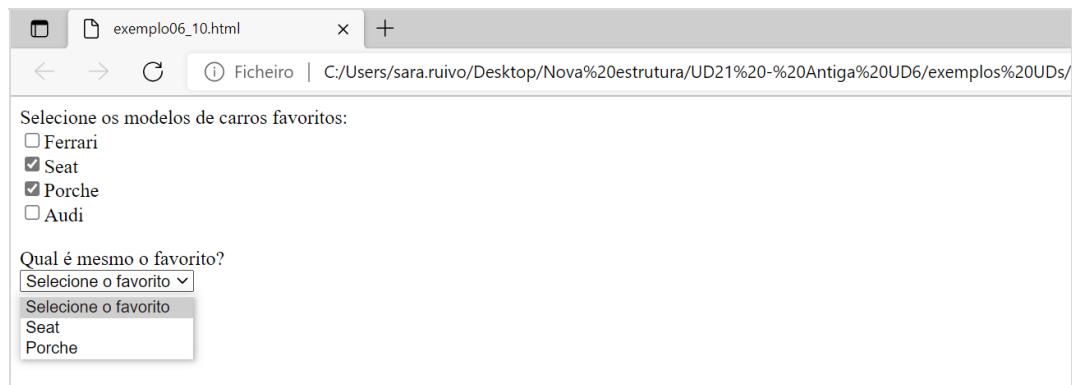 exemplo06_10.html
Ficheiro | C:/Users/sara.ruivo/Desktop/Nova%20estrutura/UD21%20-%20Antiga%20UD6/exemplos%20UDs/
Selecione os modelos de carros favoritos:
Ferrari
Seat
Porche
Audi
Qual é mesmo o favorito?
Selecione o favorito
Selecione o favorito
Seat
Porche